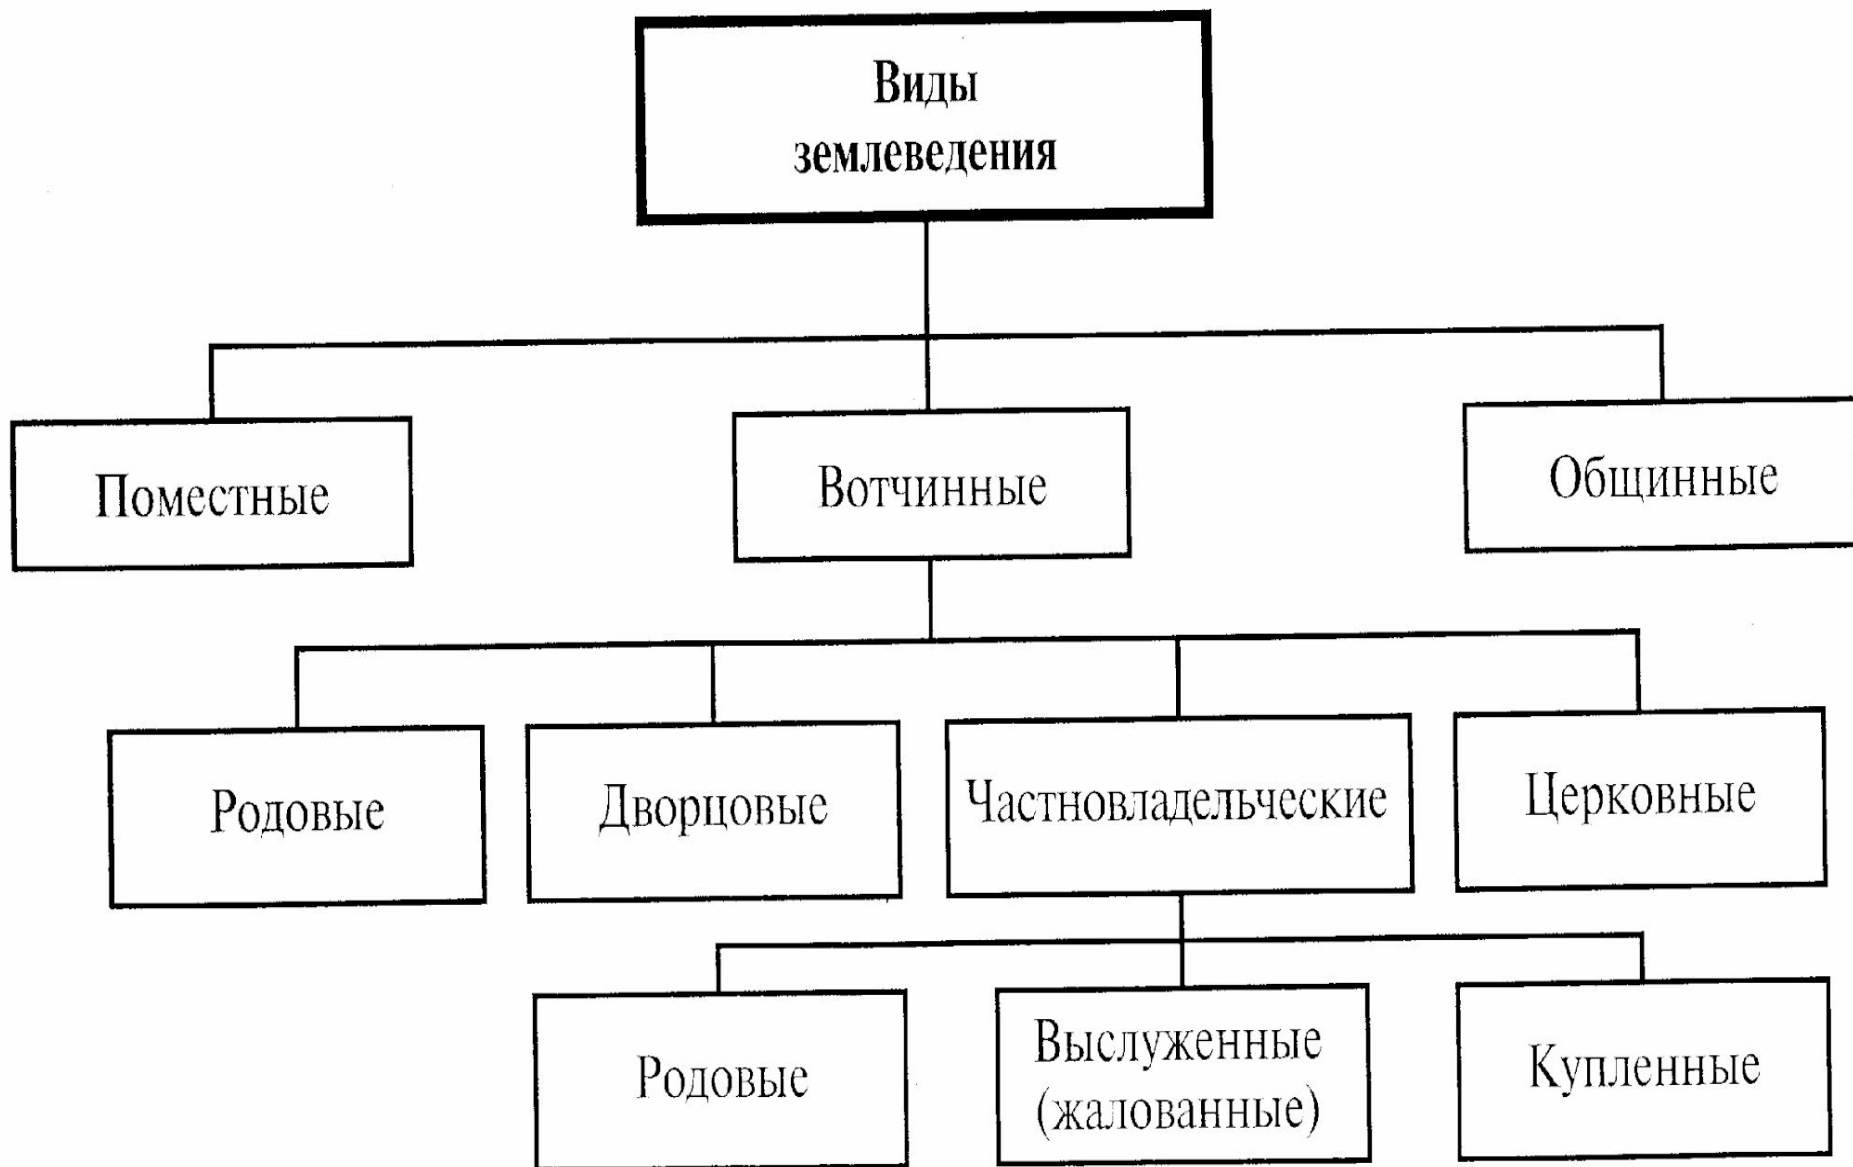 Виды
землеведения
Поместные
Вотчинные
Общинные
Родовые
Дворцовые
Частновладельческие
Церковные
Родовые
Выслуженные
(жалованные)
Купленные